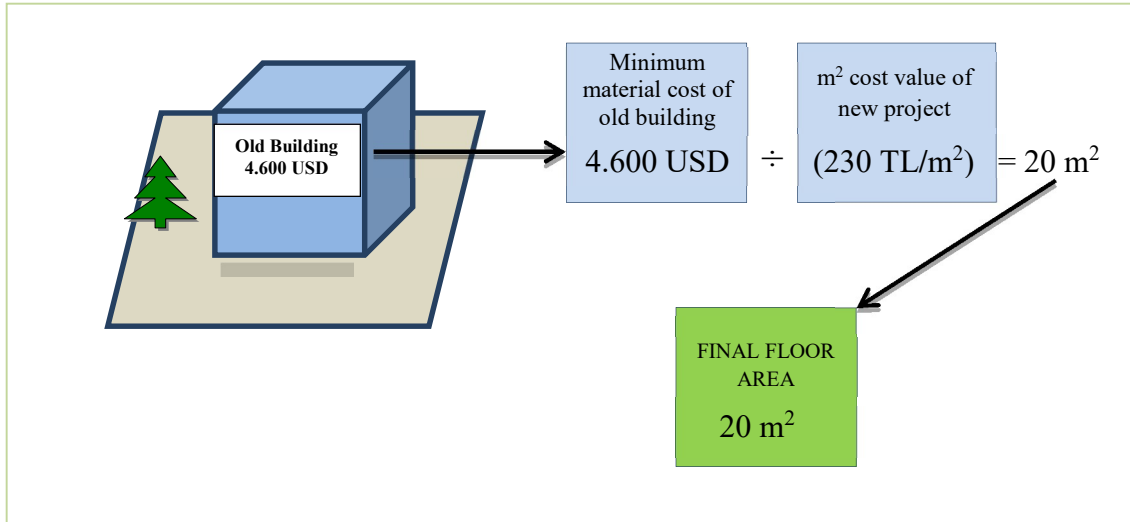 Old Building
4.600 USD
Minimum
material cost of
old building
4.600 USD
÷
m² cost value of
new project
(230 TL/m²)
= 20 m²
FINAL FLOOR
AREA
20 m²